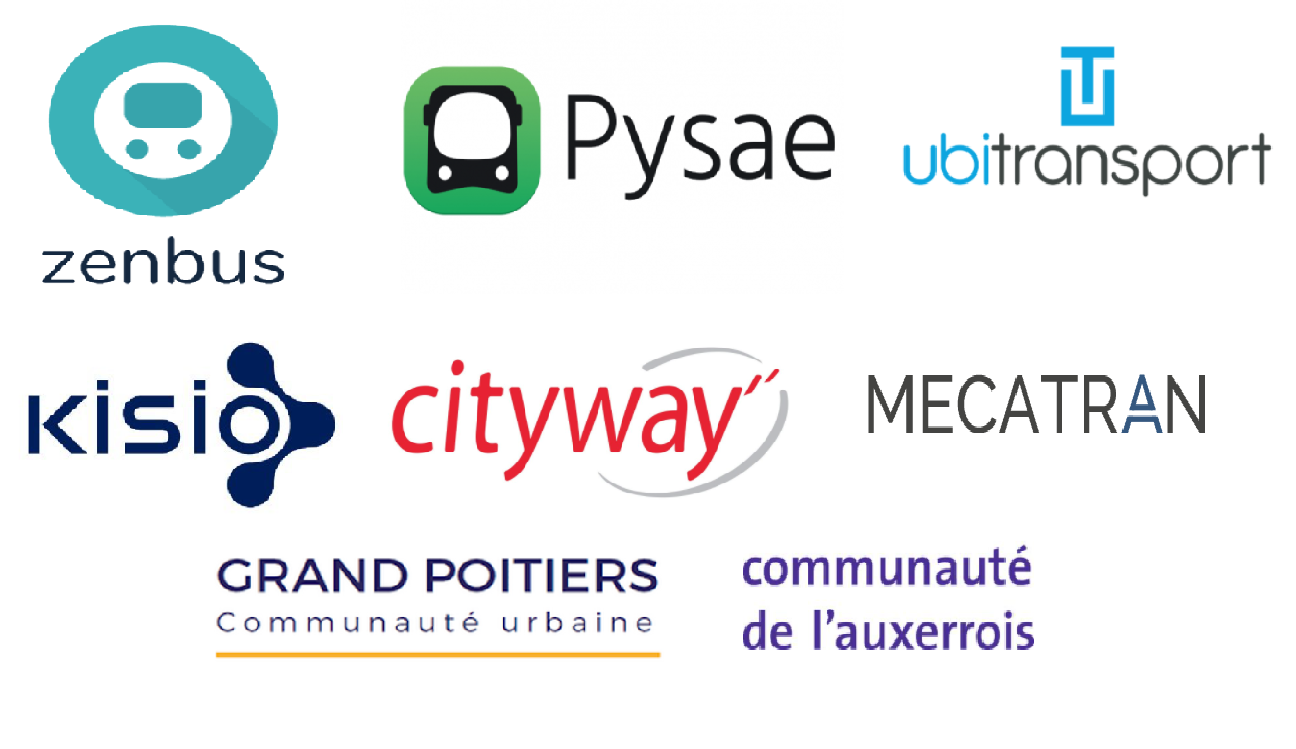 zenbus
Pysae
ubitransport
kisio
cityway
MECATRAN
GRAND POITIERS
Communauté urbaine
communauté
de l'auxerrois